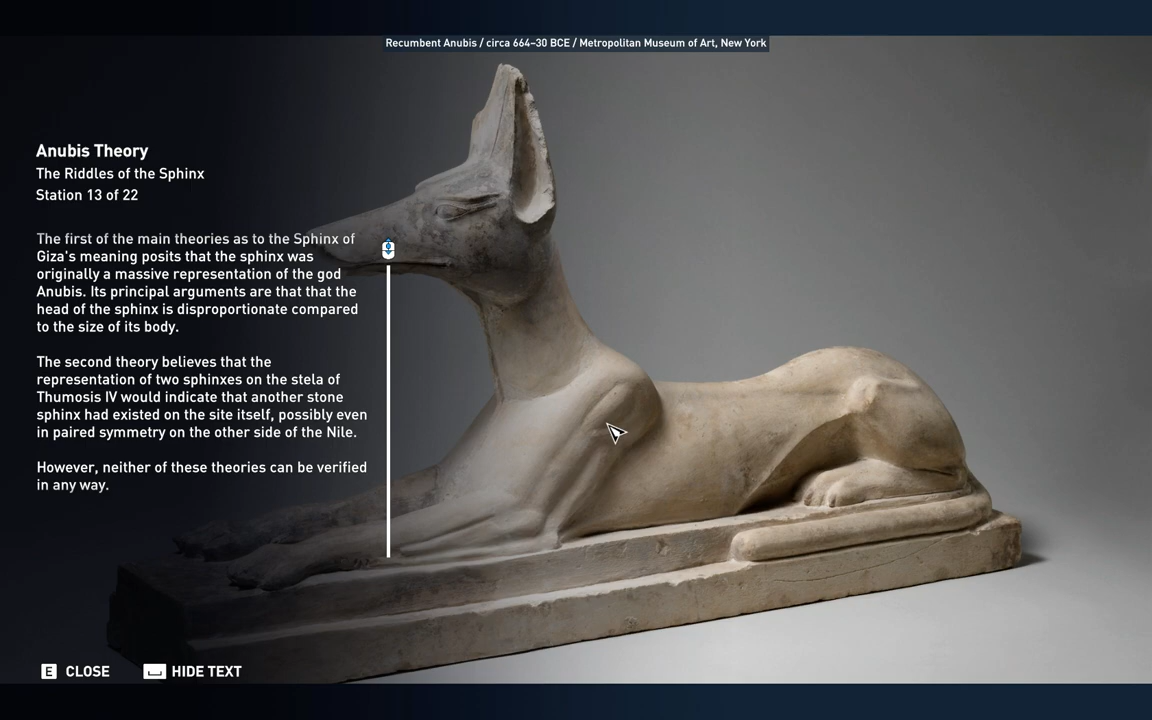 Recumbent Anubis / circa 664–30 BCE / Metropolitan Museum of Art, New York
Anubis Theory
The Riddles of the Sphinx
Station 13 of 22
The first of the main theories as to the Sphinx of
Giza's meaning posits that the sphinx was
originally a massive representation of the god
Anubis. Its principal arguments are that that the
head of the sphinx is disproportionate compared
to the size of its body.
The second theory believes that the
representation of two sphinxes on the stela of
Thumosis IV would indicate that another stone
sphinx had existed on the site itself, possibly even
in paired symmetry on the other side of the Nile.
However, neither of these theories can be verified
in any way.
E CLOSE
HIDE TEXT